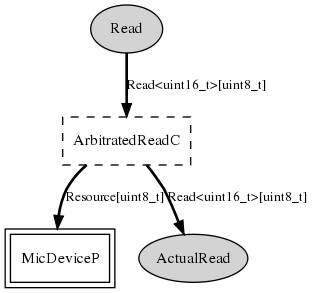 Read
Read<uint16_t>[uint8_t]
ArbitratedReadC
Resource[uint8_t]
Read<uint16_t>[uint8_t]
MicDeviceP
ActualRead